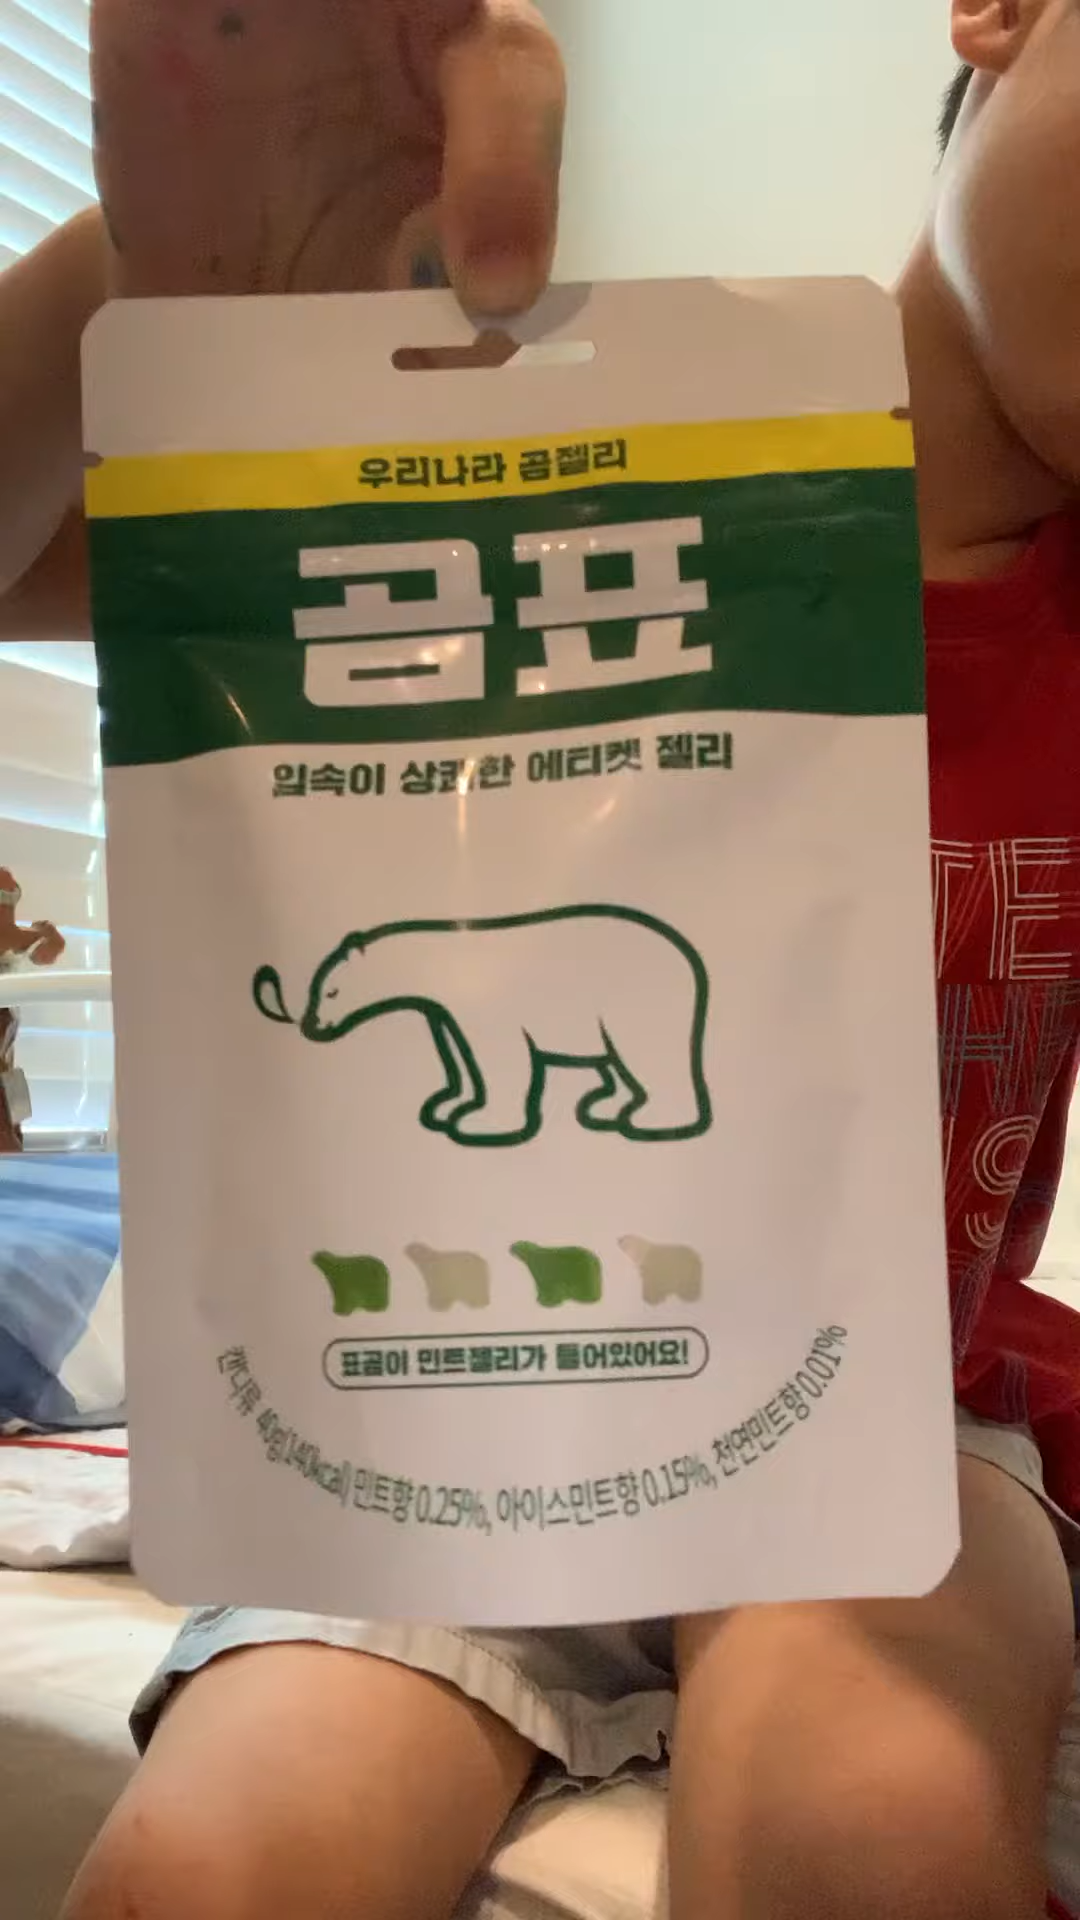 우리나라 곰젤리
곰표
입속이 상쾌한 에티켓 젤리
표곰이 민트젤리가 들어있어요!
캔디류 40g(140kcal) 민트향 0.25%, 아이스민트향 0.15%, 천연민트향 0.01%